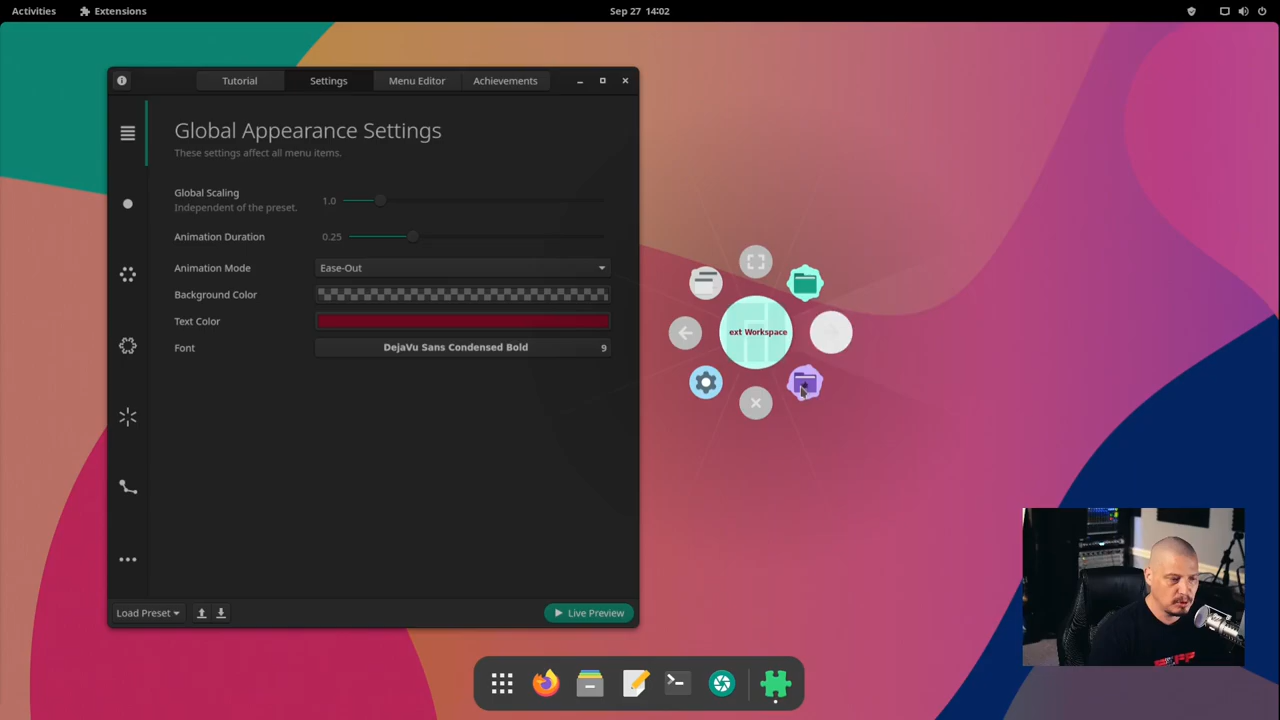 Activities
Extensions
Sep 27 14:02
Tutorial
Settings
Menu Editor
Achievements
Global Appearance Settings
These settings affect all menu items.
Global Scaling
Independent of the preset.
1.0
Animation Duration
0.25
Animation Mode
Ease-Out
Background Color
Text Color
Font
DejaVu Sans Condensed Bold
9
ext Workspace
Load Preset
Live Preview